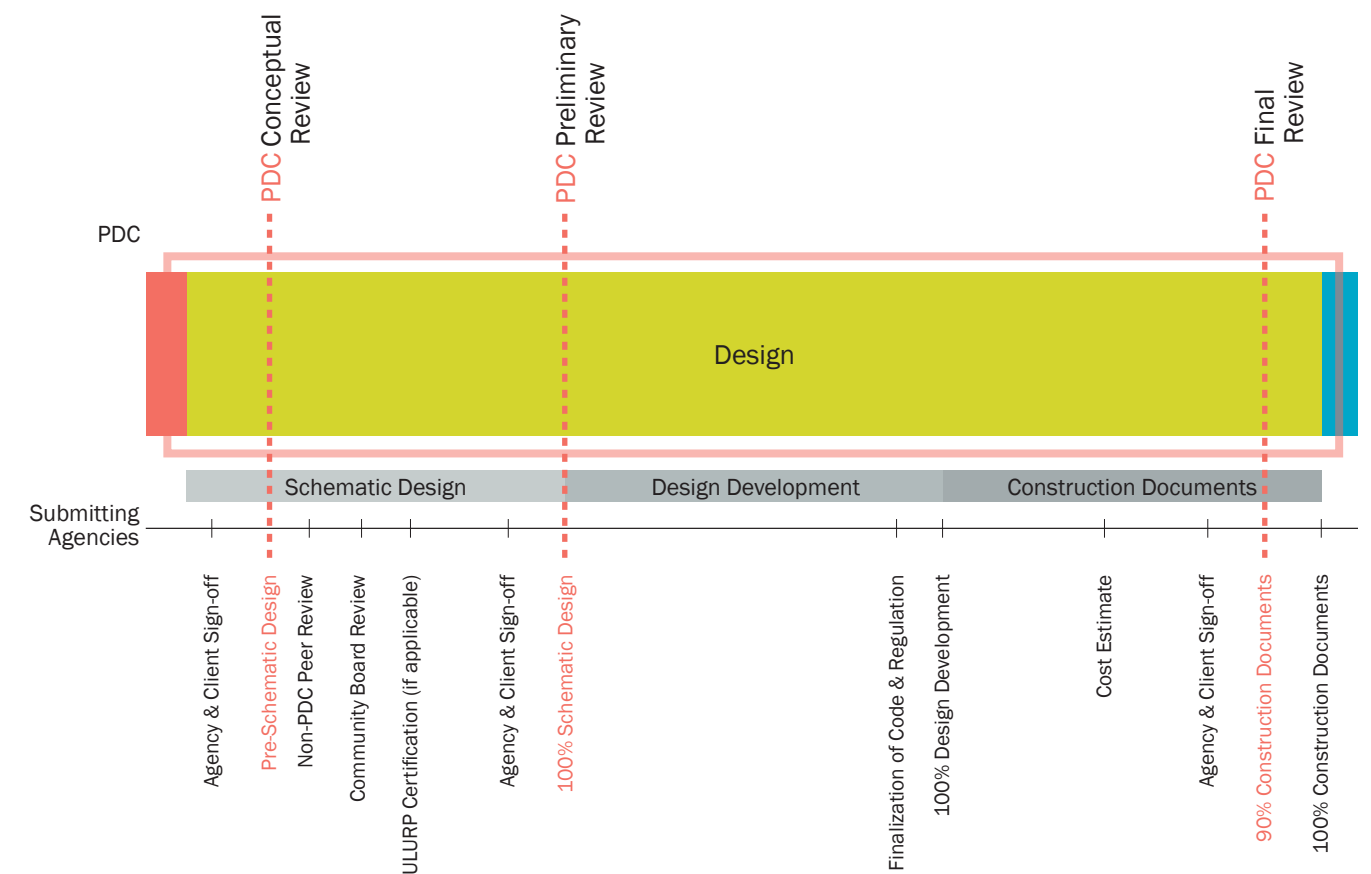 PDC Conceptual
Review
PDC Preliminary
Review
PDC Final
Review
PDC
Design
Schematic Design
Design Development
Construction Documents
Submitting
Agencies
Agency & Client Sign-off
Pre-Schematic Design
Non-PDC Peer Review
Community Board Review
ULURP Certification (if applicable)
Agency & Client Sign-off
100% Schematic Design
Finalization of Code & Regulation
100% Design Development
Cost Estimate
Agency & Client Sign-off
90% Construction Documents
100% Construction Documents